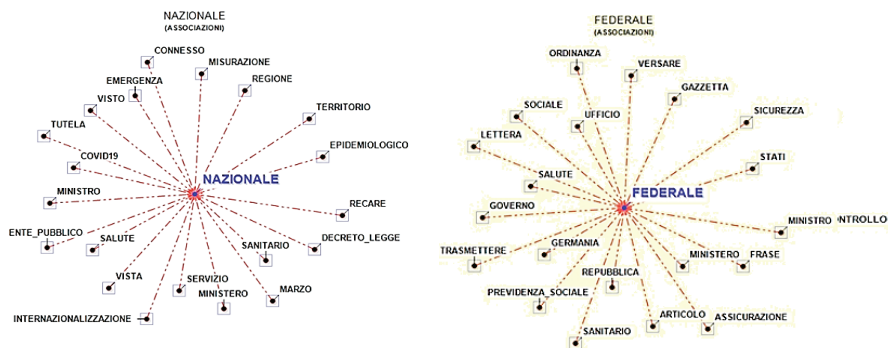 NAZIONALE
(ASSOCIAZIONI)
CONNESSO
MISURAZIONE
EMERGENZA
REGIONE
VISTO
TERRITORIO
TUTELA
EPIDEMIOLOGICO
COVID19
NAZIONALE
MINISTRO
RECARE
ENTE_PUBBLICO
SALUTE
SANITARIO
DECRETO_LEGGE
VISTA
SERVIZIO
MINISTERO
MARZO
INTERNAZIONALIZZAZIONE
FEDERALE
(ASSOCIAZIONI)
ORDINANZA
VERSARE
GAZZETTA
SOCIALE
UFFICIO
SICUREZZA
LETTERA
STATI
SALUTE
FEDERALE
GOVERNO
MINISTRO NTROLLO
TRASMETTERE
GERMANIA
MINISTERO
FRASE
REPUBBLICA
PREVIDENZA_SOCIALE
ARTICOLO
ASSICURAZIONE
SANITARIO